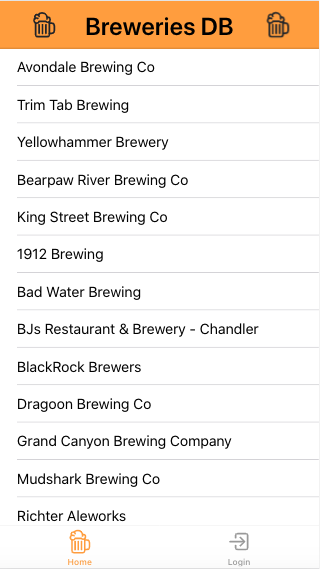 Breweries DB
Avondale Brewing Co
Trim Tab Brewing
Yellowhammer Brewery
Bearpaw River Brewing Co
King Street Brewing Co
1912 Brewing
Bad Water Brewing
BJs Restaurant & Brewery - Chandler
BlackRock Brewers
Dragoon Brewing Co
Grand Canyon Brewing Company
Mudshark Brewing Co
Richter Aleworks
Home
Login